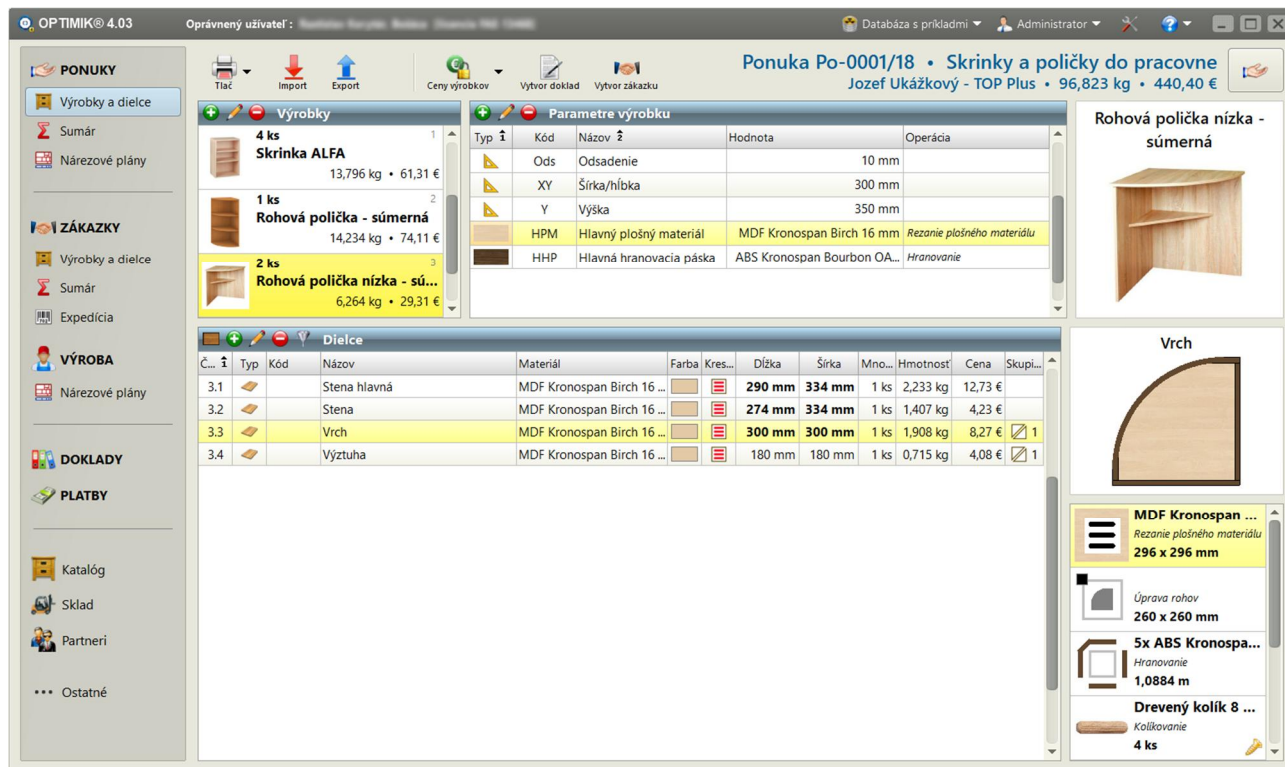 OPTIMIK® 4.03
Oprávnený užívateľ :
Databáza s príkladmi
Administrator
PONUKY
Výrobky a dielce
Sumár
Nárezové plány
ZÁKAZKY
Výrobky a dielce
Sumár
Expedícia
VÝROBA
Nárezové plány
DOKLADY
PLATBY
Katalóg
Sklad
Partneri
Ostatné
Tlač
Import
Export
Ceny výrobkov
Vytvor doklad
Vytvor zákazku
Ponuka Po-0001/18 • Skrinky a poličky do pracovne
Jozef Ukážkový - TOP Plus • 96,823 kg • 440,40 €
Výrobky
4 ks 1
Skrinka ALFA
13,796 kg • 61,31 €
1 ks 2
Rohová polička - súmerná
14,234 kg • 74,11 €
2 ks 3
Rohová polička nízka - sú...
6,264 kg • 29,31 €
Parametre výrobku
Typ 1 Kód Názov 2 Hodnota Operácia
Ods Odsadenie 10 mm
XY Šírka/hĺbka 300 mm
Y Výška 350 mm
HPM Hlavný plošný materiál MDF Kronospan Birch 16 mm Rezanie plošného materiálu
HHP Hlavná hranovacia páska ABS Kronospan Bourbon OA... Hranovanie
Rohová polička nízka -
súmerná
Dielce
Č... 1 Typ Kód Názov Materiál Farba Kres... Dĺžka Šírka Mno... Hmotnosť Cena Skupi...
3.1 Stena hlavná MDF Kronospan Birch 16 ... 290 mm 334 mm 1 ks 2,233 kg 12,73 €
3.2 Stena MDF Kronospan Birch 16 ... 274 mm 334 mm 1 ks 1,407 kg 4,23 €
3.3 Vrch MDF Kronospan Birch 16 ... 300 mm 300 mm 1 ks 1,908 kg 8,27 € 1
3.4 Výztuha MDF Kronospan Birch 16 ... 180 mm 180 mm 1 ks 0,715 kg 4,08 € 1
Vrch
MDF Kronospan ...
Rezanie plošného materiálu
296 x 296 mm
Úprava rohov
260 x 260 mm
5x ABS Kronospa...
Hranovanie
1,0884 m
Drevený kolík 8 ...
Kolíkovanie
4 ks